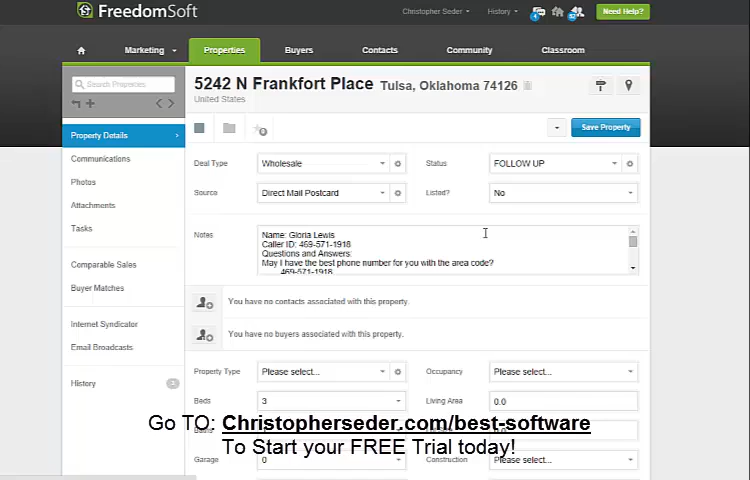 FreedomSoft
Christopher Seder
History
4
52
Need Help?
Marketing
Properties
Buyers
Contacts
Community
Classroom
Search Properties
5242 N Frankfort Place Tulsa, Oklahoma 74126
United States
Property Details
Communications
Photos
Attachments
Tasks
Comparable Sales
Buyer Matches
Internet Syndicator
Email Broadcasts
History 2
Save Property
Deal Type Wholesale Status FOLLOW UP
Source Direct Mail Postcard Listed? No
Notes
Name: Gloria Lewis
Caller ID: 469-571-1918
Questions and Answers:
May I have the best phone number for you with the area code?
469-571-1918
You have no contacts associated with this property.
You have no buyers associated with this property.
Property Type Please select... Occupancy Please select...
Beds 3 Living Area 0.0
Go TO: Christopherseder.com/best-software
To Start your FREE Trial today!
Garage 0 Construction Please select...